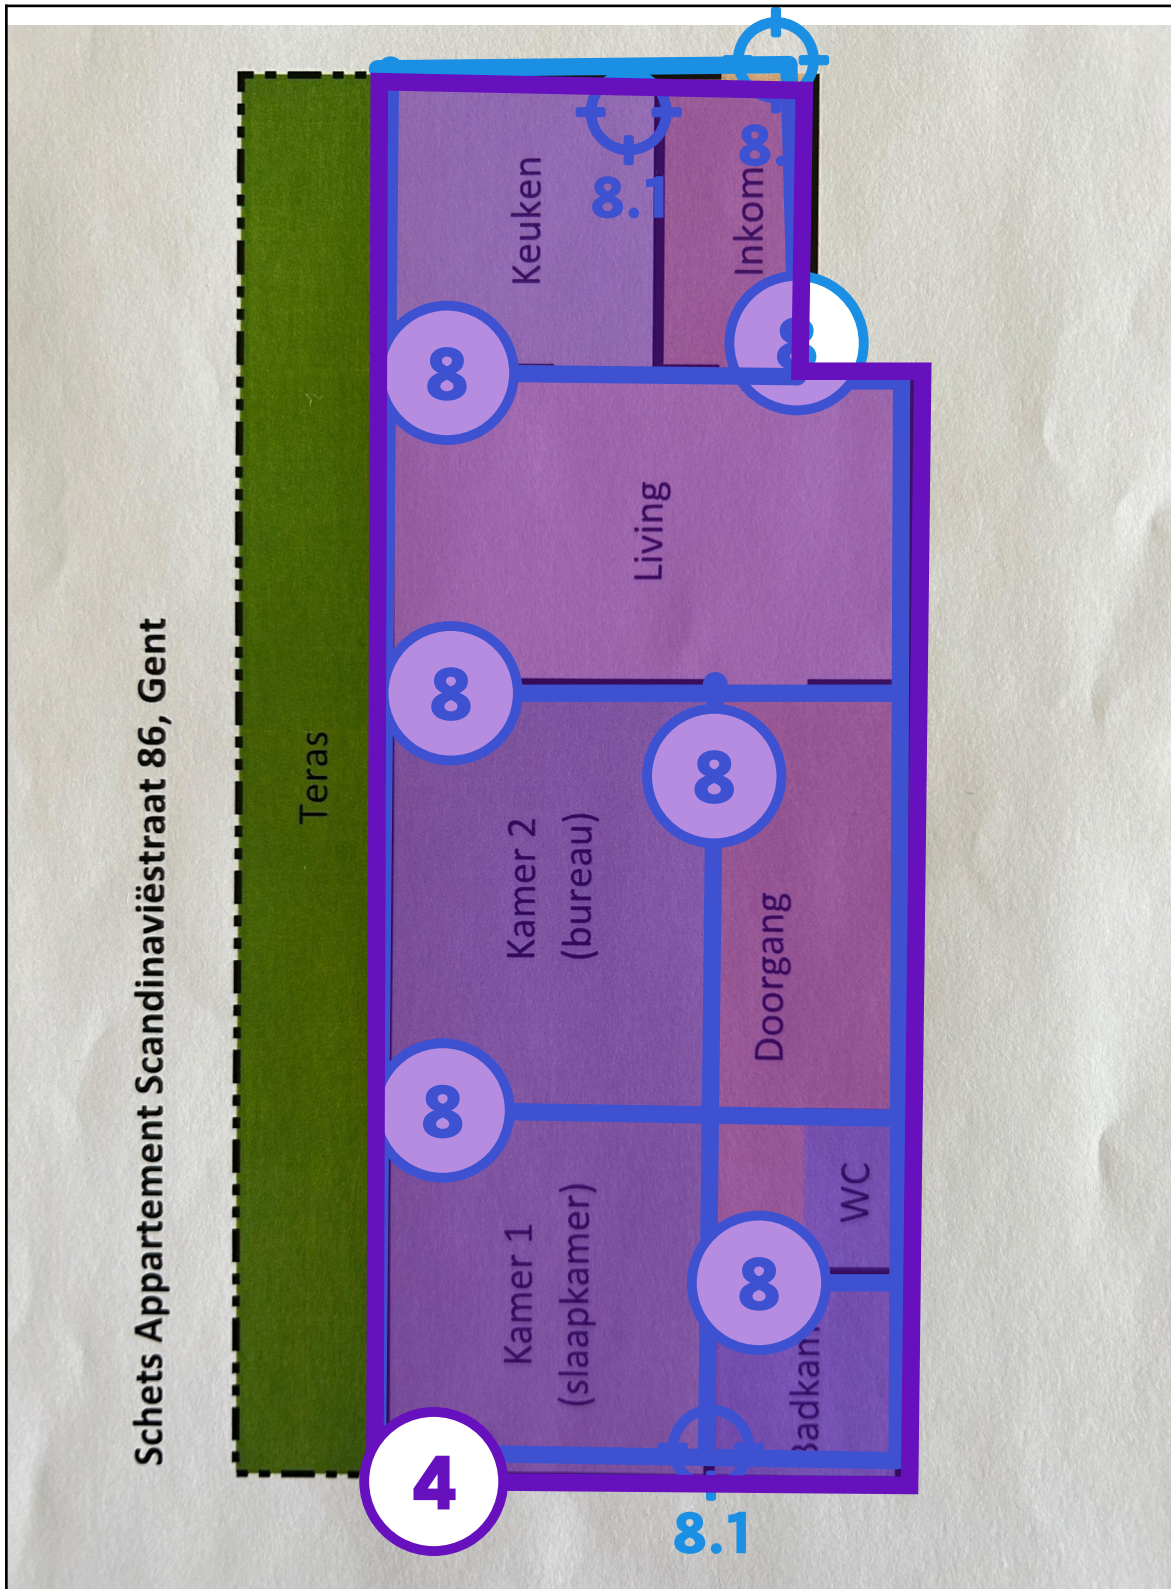 Schets Appartement Scandinaviëstraat 86, Gent
Teras
Keuken
8.1
8.
Inkom
8
8
Living
8
8
Kamer 2
(bureau)
Doorgang
8
Kamer 1
(slaapkamer)
WC
8
4
8.1